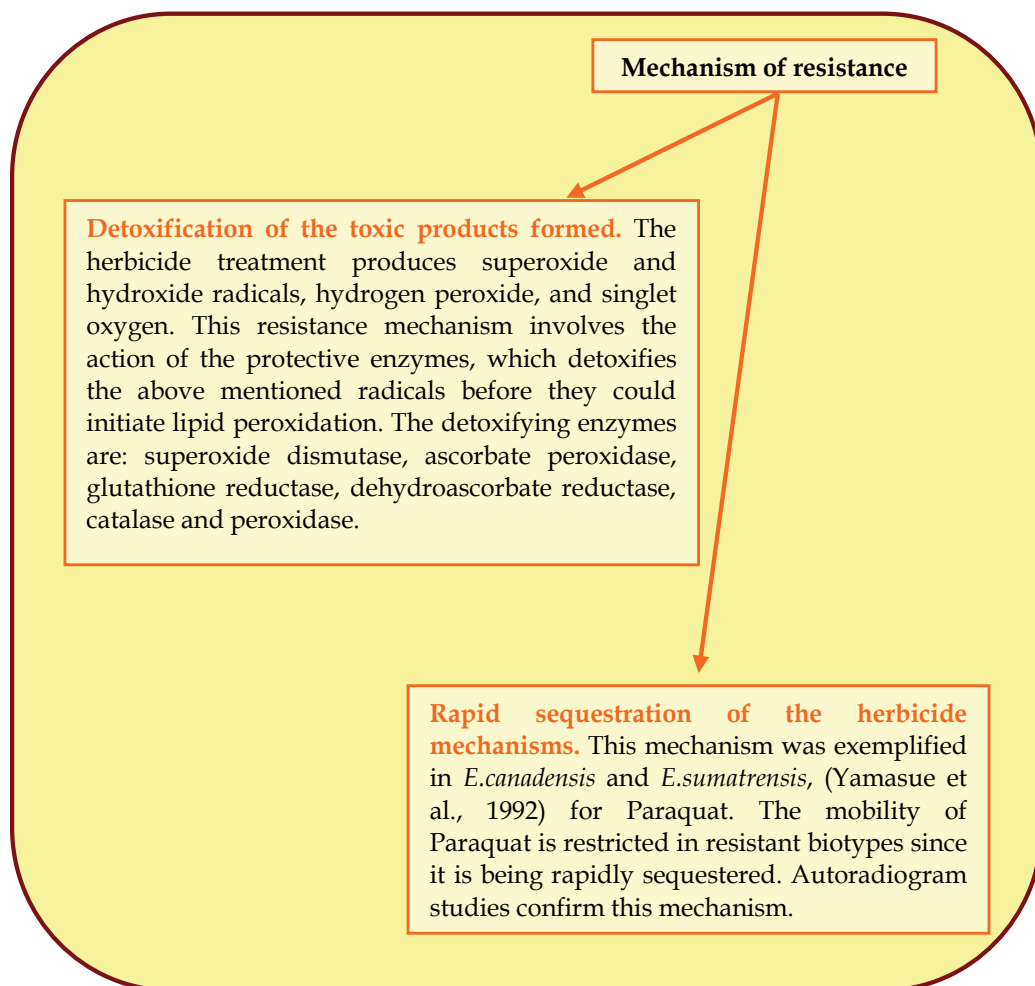 Mechanism of resistance
Detoxification of the toxic products formed. The
herbicide treatment produces superoxide and
hydroxide radicals, hydrogen peroxide, and singlet
oxygen. This resistance mechanism involves the
action of the protective enzymes, which detoxifies
the above mentioned radicals before they could
initiate lipid peroxidation. The detoxifying enzymes
are: superoxide dismutase, ascorbate peroxidase,
glutathione reductase, dehydroascorbate reductase,
catalase and peroxidase.
Rapid sequestration of the herbicide
mechanisms. This mechanism was exemplified
in E.canadensis and E.sumatrensis, (Yamasue et
al., 1992) for Paraquat. The mobility of
Paraquat is restricted in resistant biotypes since
it is being rapidly sequestered. Autoradiogram
studies confirm this mechanism.